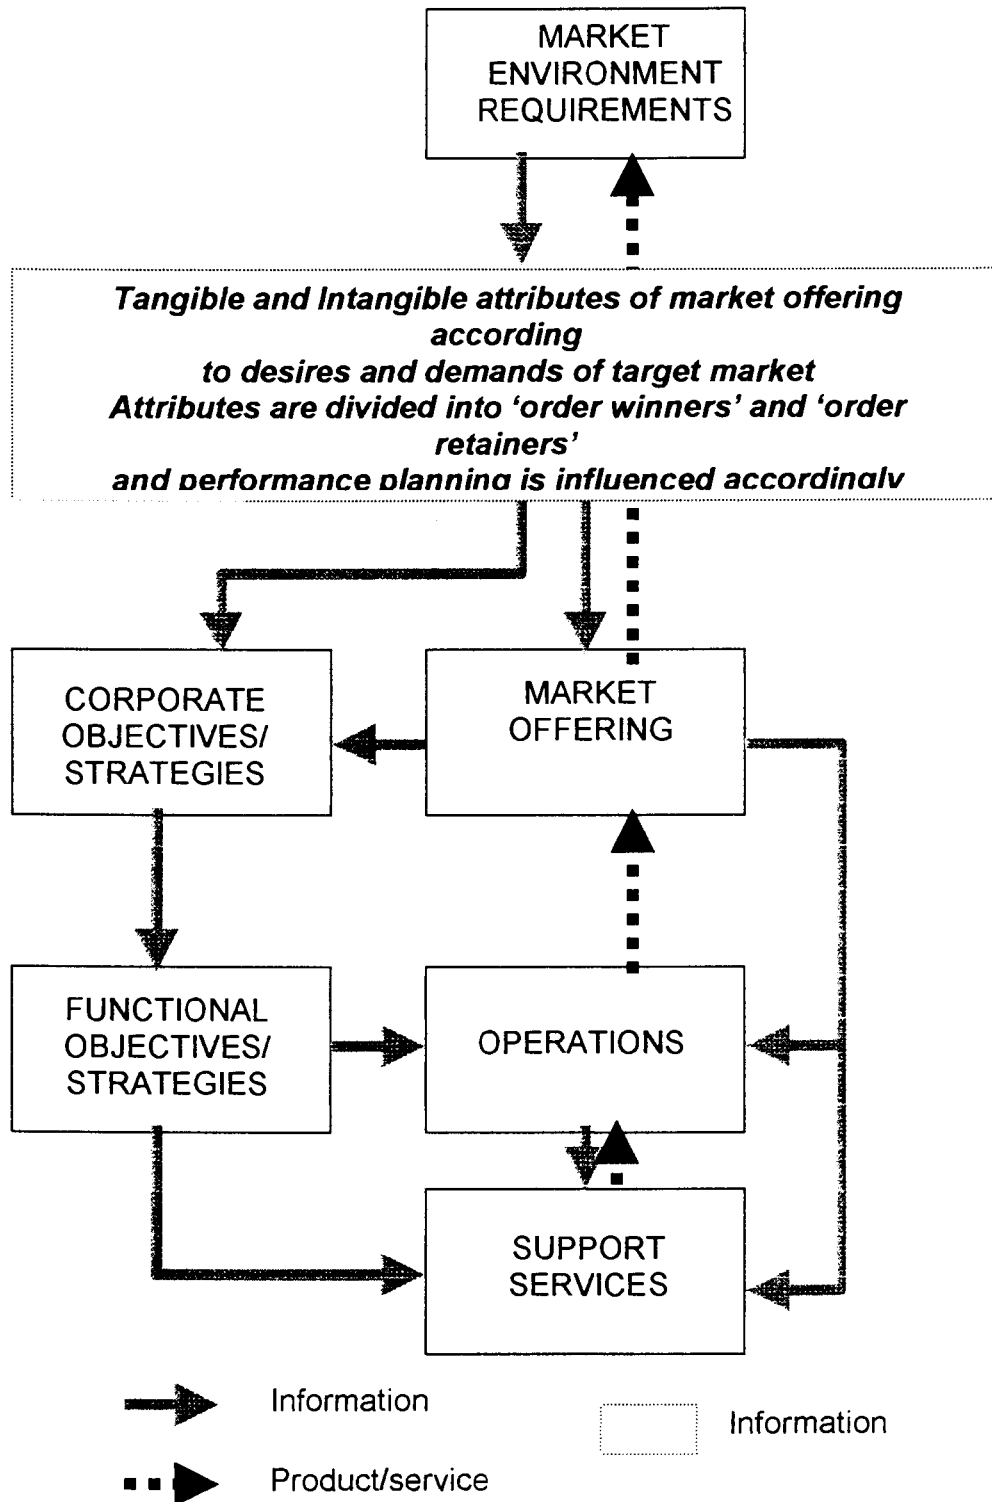 MARKET
ENVIRONMENT
REQUIREMENTS
Tangible and Intangible attributes of market offering
according
to desires and demands of target market
Attributes are divided into ‘order winners’ and ‘order
retainers’
and performance planning is influenced accordingly
CORPORATE
OBJECTIVES/
STRATEGIES
MARKET
OFFERING
FUNCTIONAL
OBJECTIVES/
STRATEGIES
OPERATIONS
SUPPORT
SERVICES
Information
Information
Product/service